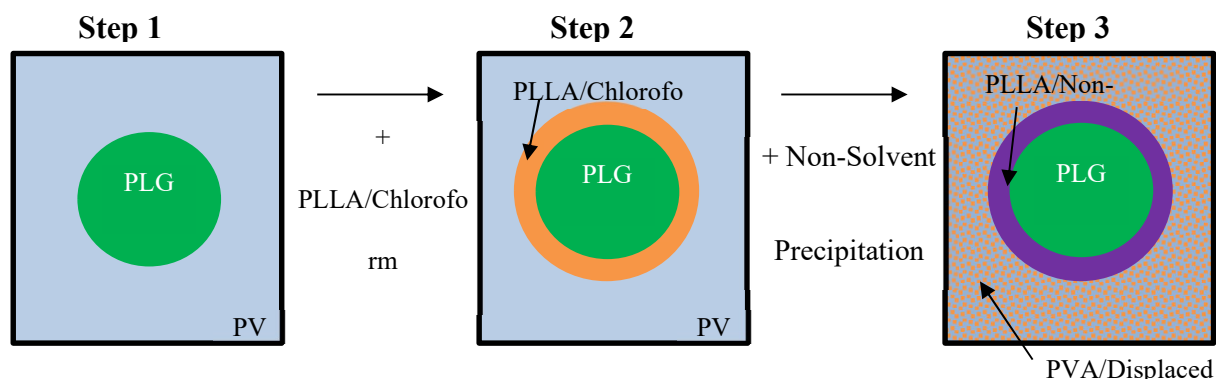 Step 1
Step 2
Step 3
PLG
PV
+
PLLA/Chlorofo
rm
PLLA/Chlorofo
PLG
PV
+ Non-Solvent
Precipitation
PLLA/Non-
PLG
PVA/Displaced